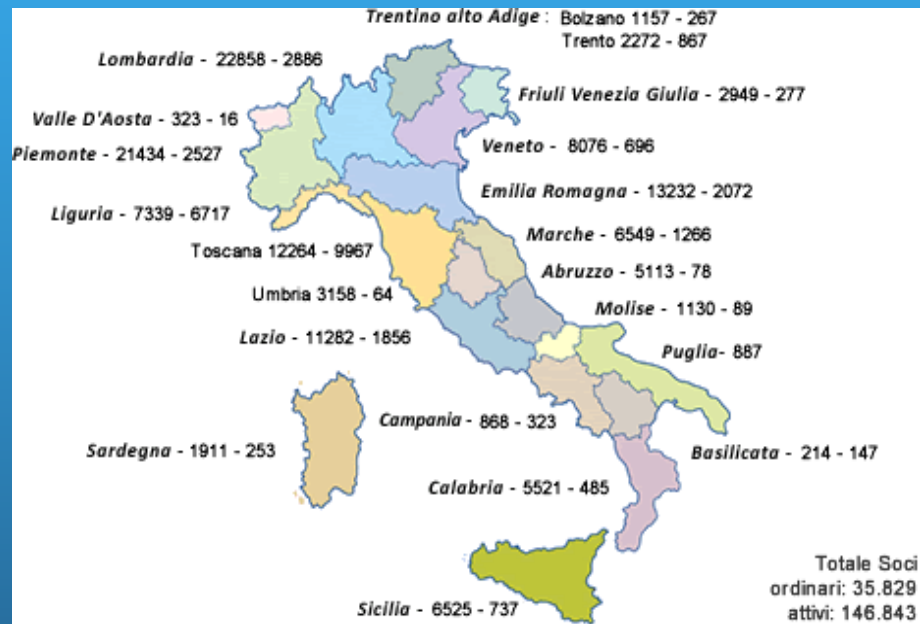 Trentino alto Adige : Bolzano 1157 - 267
Trento 2272 - 867
Lombardia - 22858 - 2886
Friuli Venezia Giulia - 2949 - 277
Valle D'Aosta - 323 - 16
Veneto - 8076 - 696
Piemonte - 21434 - 2527
Emilia Romagna - 13232 - 2072
Liguria - 7339 - 6717
Marche - 6549 - 1266
Toscana 12264 - 9967
Abruzzo - 5113 - 78
Umbria 3158 - 64
Molise - 1130 - 89
Lazio - 11282 - 1856
Puglia- 887
Campania - 868 - 323
Sardegna - 1911 - 253
Basilicata - 214 - 147
Calabria - 5521 - 485
Totale Soci
ordinari: 35.829
attivi: 146.843
Sicilia - 6525 - 737